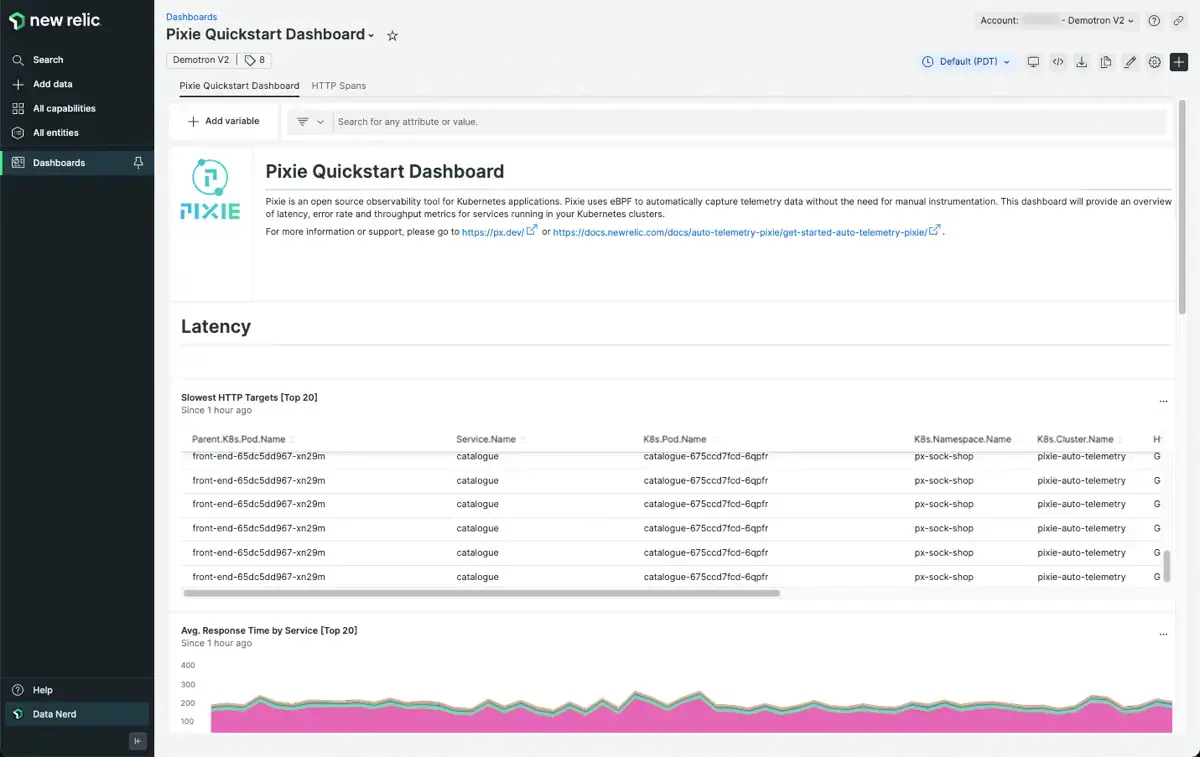 new relic
Search
Add data
All capabilities
All entities
Dashboards
Help
Data Nerd
Dashboards
Pixie Quickstart Dashboard
Account: - Demotron V2
Demotron V2 8
Default (PDT)
Pixie Quickstart Dashboard HTTP Spans
Add variable
Search for any attribute or value.
PIXIE
Pixie Quickstart Dashboard
Pixie is an open source observability tool for Kubernetes applications. Pixie uses eBPF to automatically capture telemetry data without the need for manual instrumentation. This dashboard will provide an overview
of latency, error rate and throughput metrics for services running in your Kubernetes clusters.
For more information or support, please go to https://px.dev/ or https://docs.newrelic.com/docs/auto-telemetry-pixie/get-started-auto-telemetry-pixie/ .
Latency
Slowest HTTP Targets [Top 20]
Since 1 hour ago
Parent.K8s.Pod.Name Service.Name K8s.Pod.Name K8s.Namespace.Name K8s.Cluster.Name
front-end-65dc5dd967-xn29m catalogue catalogue-675ccd7fcd-6qpfr px-sock-shop pixie-auto-telemetry G
front-end-65dc5dd967-xn29m catalogue catalogue-675ccd7fcd-6qpfr px-sock-shop pixie-auto-telemetry G
front-end-65dc5dd967-xn29m catalogue catalogue-675ccd7fcd-6qpfr px-sock-shop pixie-auto-telemetry G
front-end-65dc5dd967-xn29m catalogue catalogue-675ccd7fcd-6qpfr px-sock-shop pixie-auto-telemetry G
front-end-65dc5dd967-xn29m catalogue catalogue-675ccd7fcd-6qpfr px-sock-shop pixie-auto-telemetry G
front-end-65dc5dd967-xn29m catalogue catalogue-675ccd7fcd-6qpfr px-sock-shop pixie-auto-telemetry G
Avg. Response Time by Service [Top 20]
Since 1 hour ago
400
300
200
100